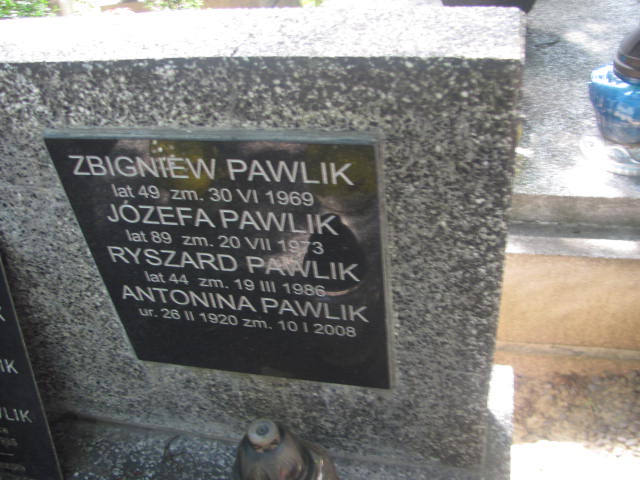 ZBIGNIEW PAWLIK
lat 49 zm. 30 VI 1969
JÓZEFA PAWLIK
lat 89 zm. 20 VII 1973
RYSZARD PAWLIK
lat 44 zm. 19 III 1986
ANTONINA PAWLIK
ur. 26 II 1920 zm. 10 I 2008